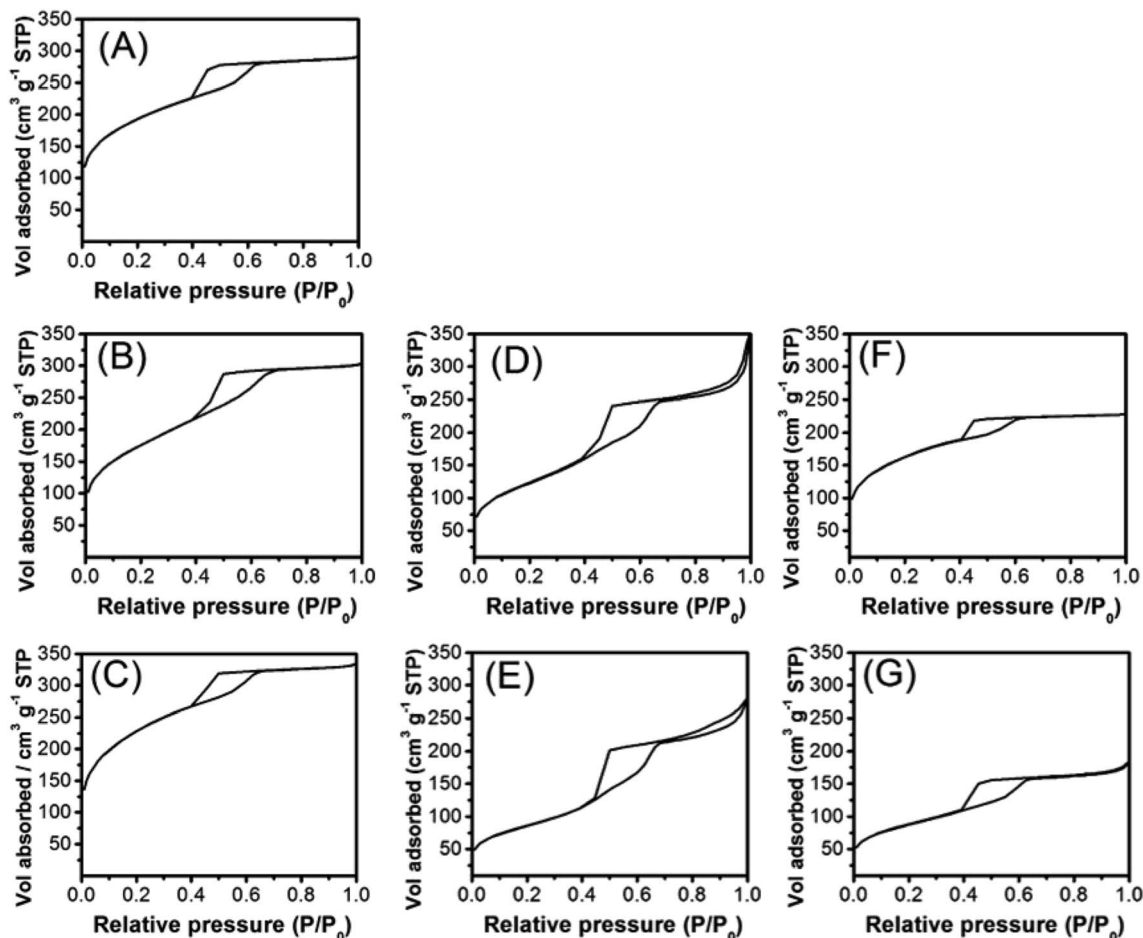 (A)
Vol adsorbed (cm³ g⁻¹ STP)
350
300
250
200
150
100
50
0.0 0.2 0.4 0.6 0.8 1.0
Relative pressure (P/P₀)
(B)
Vol absorbed (cm³ g⁻¹ STP)
350
300
250
200
150
100
50
0.0 0.2 0.4 0.6 0.8 1.0
Relative pressure (P/P₀)
(D)
Vol adsorbed (cm³ g⁻¹ STP)
350
300
250
200
150
100
50
0.0 0.2 0.4 0.6 0.8 1.0
Relative pressure (P/P₀)
(F)
Vol adsorbed (cm³ g⁻¹ STP)
350
300
250
200
150
100
50
0.0 0.2 0.4 0.6 0.8 1.0
Relative pressure (P/P₀)
(C)
Vol absorbed / cm³ g⁻¹ STP)
350
300
250
200
150
100
50
0.0 0.2 0.4 0.6 0.8 1.0
Relative pressure (P/P₀)
(E)
Vol adsorbed (cm³ g⁻¹ STP)
350
300
250
200
150
100
50
0.0 0.2 0.4 0.6 0.8 1.0
Relative pressure (P/P₀)
(G)
Vol adsorbed (cm³ g⁻¹ STP)
350
300
250
200
150
100
50
0.0 0.2 0.4 0.6 0.8 1.0
Relative pressure (P/P₀)